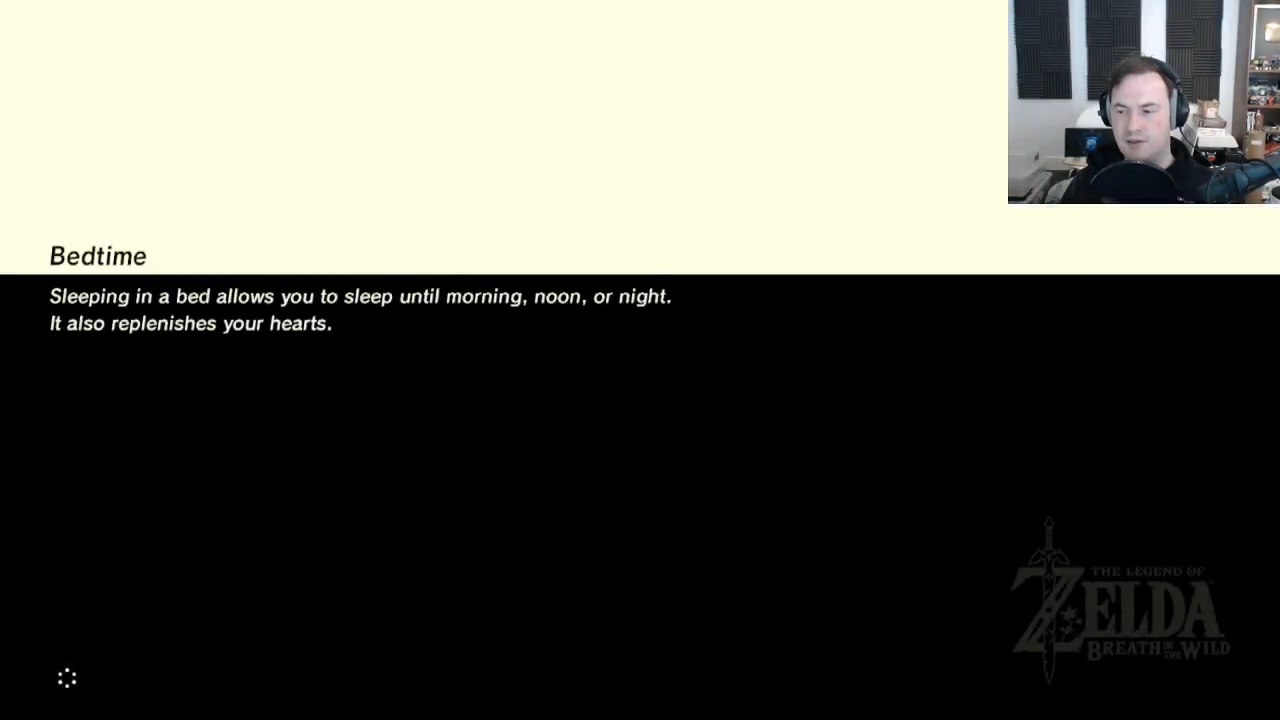 Bedtime
Sleeping in a bed allows you to sleep until morning, noon, or night.
It also replenishes your hearts.
THE LEGEND OF
ZELDA
BREATH OF THE WILD